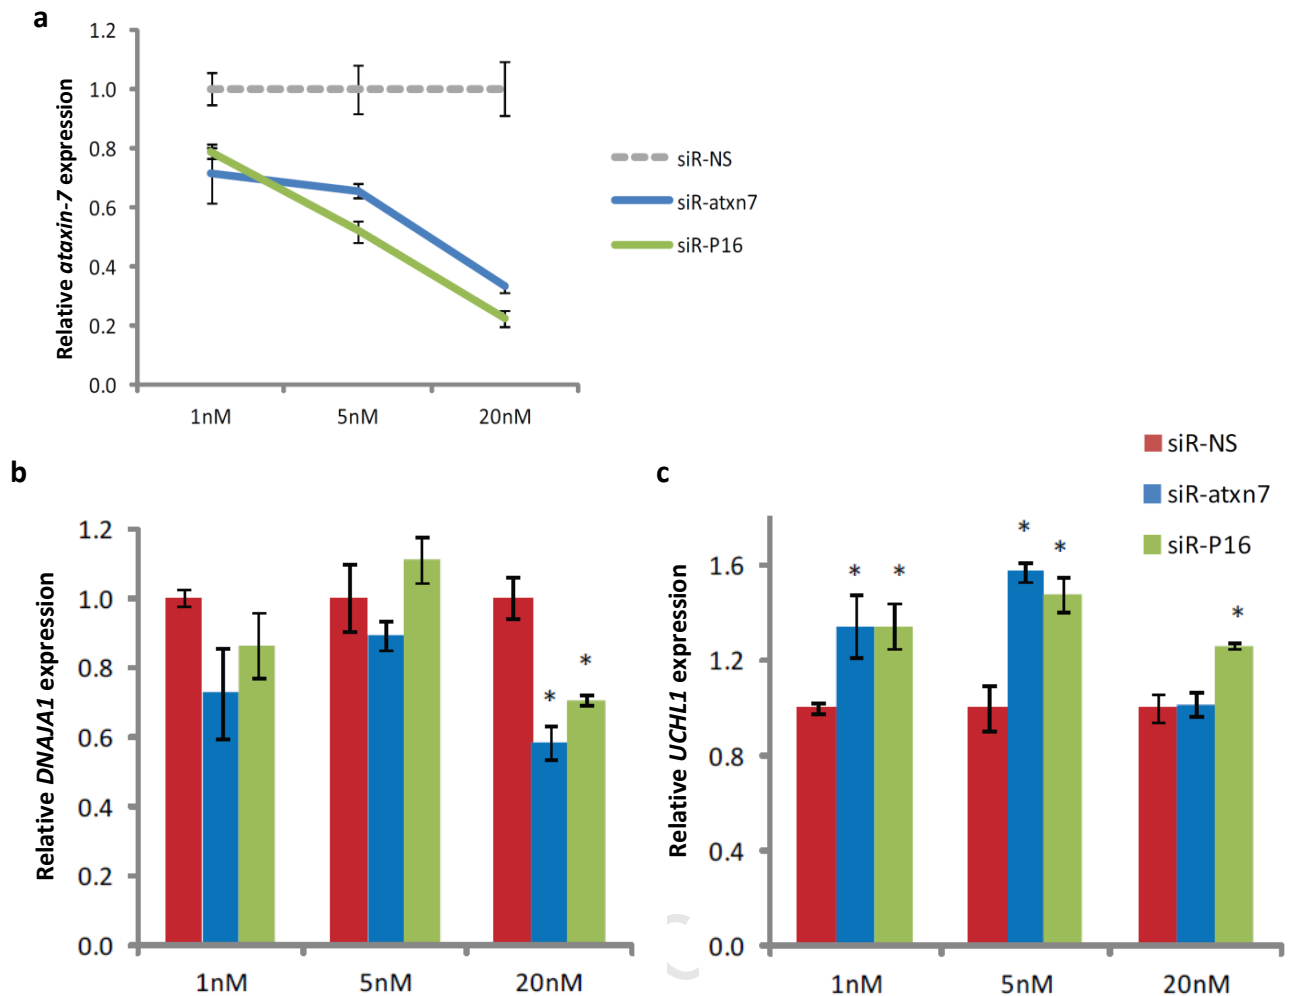 a
Relative ataxin-7 expression
1.2
1.0
0.8
0.6
0.4
0.2
0.0
1nM 5nM 20nM
siR-NS
siR-atxn7
siR-P16
b
Relative DNAJA1 expression
1.2
1.0
0.8
0.6
0.4
0.2
0.0
* *
1nM 5nM 20nM
c
siR-NS
siR-atxn7
siR-P16
Relative UCHL1 expression
1.6
1.2
0.8
0.4
0.0
* * * * *
1nM 5nM 20nM